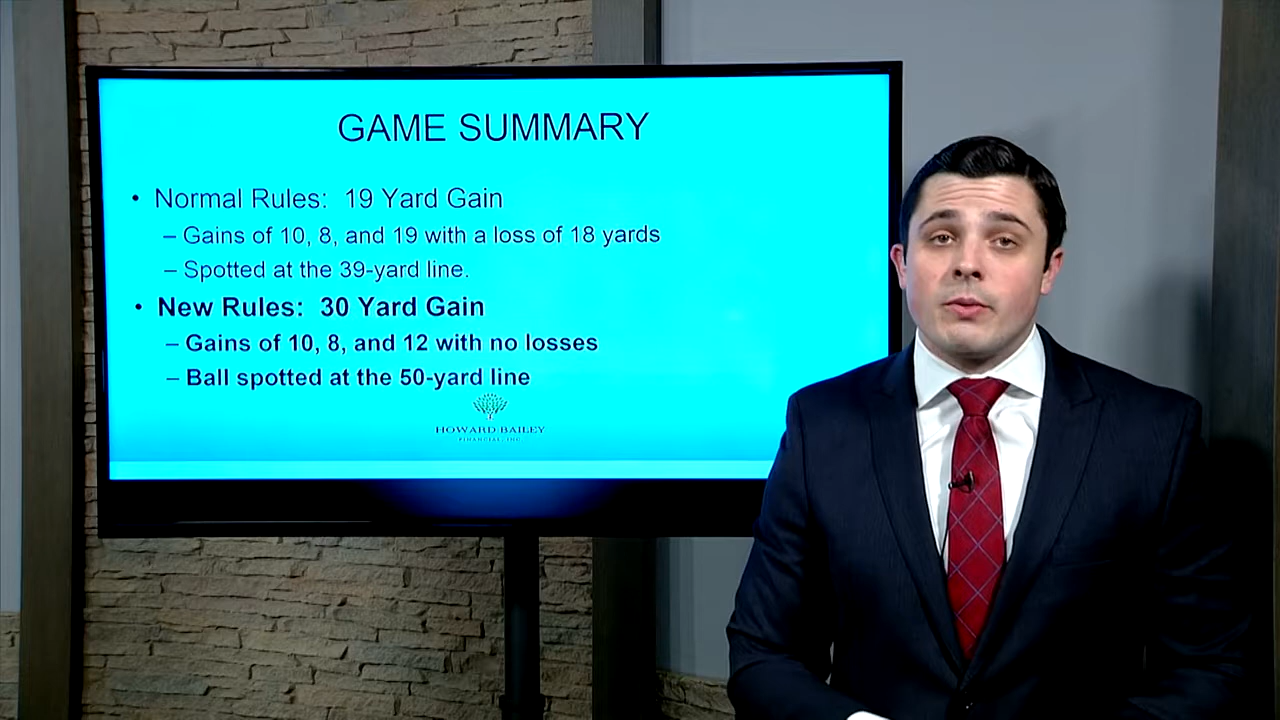 GAME SUMMARY
• Normal Rules: 19 Yard Gain
– Gains of 10, 8, and 19 with a loss of 18 yards
– Spotted at the 39-yard line.
• New Rules: 30 Yard Gain
– Gains of 10, 8, and 12 with no losses
– Ball spotted at the 50-yard line
HOWARD BAILEY
FINANCIAL, INC.